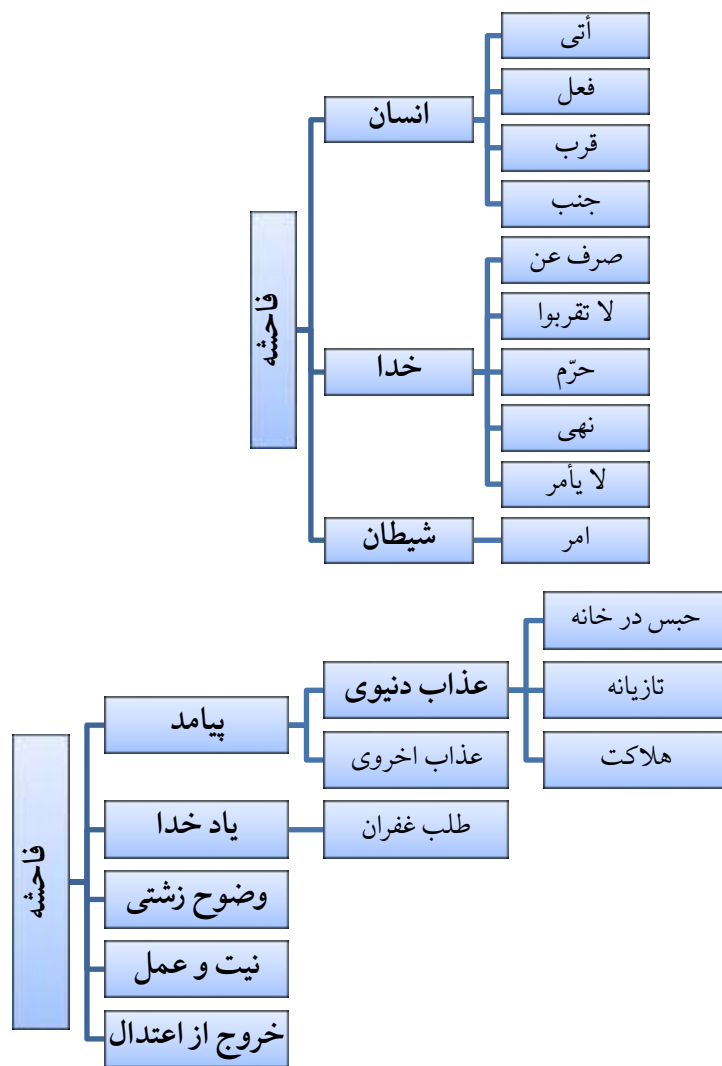 فاحشه
انسان
أتی
فعل
قرب
جنب
خدا
صرف عن
لا تقربوا
حرّم
نهی
لا یأمر
شیطان
امر
فاحشه
پیامد
عذاب دنیوی
حبس در خانه
تازیانه
هلاکت
عذاب اخروی
یاد خدا
طلب غفران
وضوح زشتی
نیت و عمل
خروج از اعتدال